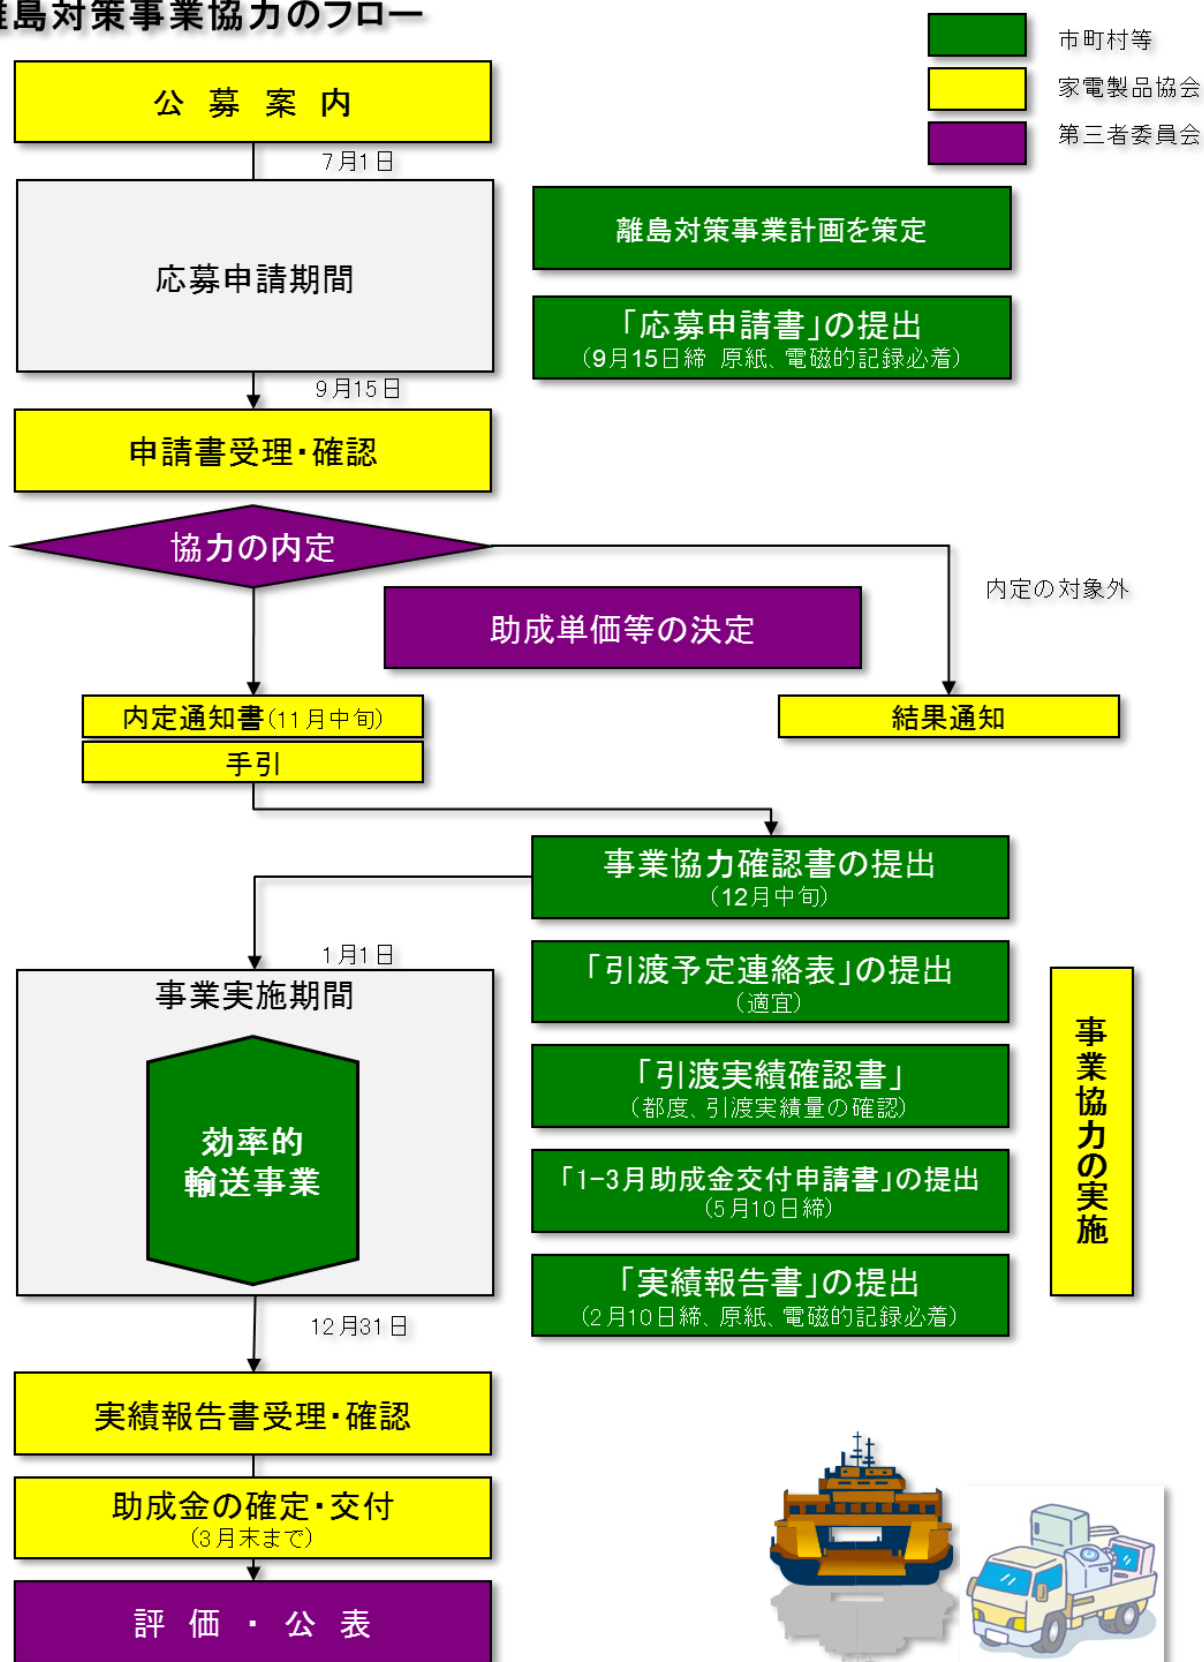 離島対策事業協力のフロー
市町村等
家電製品協会
第三者委員会
公 募 案 内
7月1日
応募申請期間
離島対策事業計画を策定
「応募申請書」の提出
（9月15日締 原紙、電磁的記録必着）
9月15日
申請書受理・確認
協力の内定
内定の対象外
助成単価等の決定
内定通知書（11月中旬）
手引
結果通知
事業協力確認書の提出
（12月中旬）
1月1日
事業実施期間
効率的
輸送事業
「引渡予定連絡表」の提出
（適宜）
「引渡実績確認書」
（都度、引渡実績量の確認）
「1-3月助成金交付申請書」の提出
（5月10日締）
「実績報告書」の提出
（2月10日締、原紙、電磁的記録必着）
事業協力の実施
12月31日
実績報告書受理・確認
助成金の確定・交付
（3月末まで）
評 価 ・ 公 表